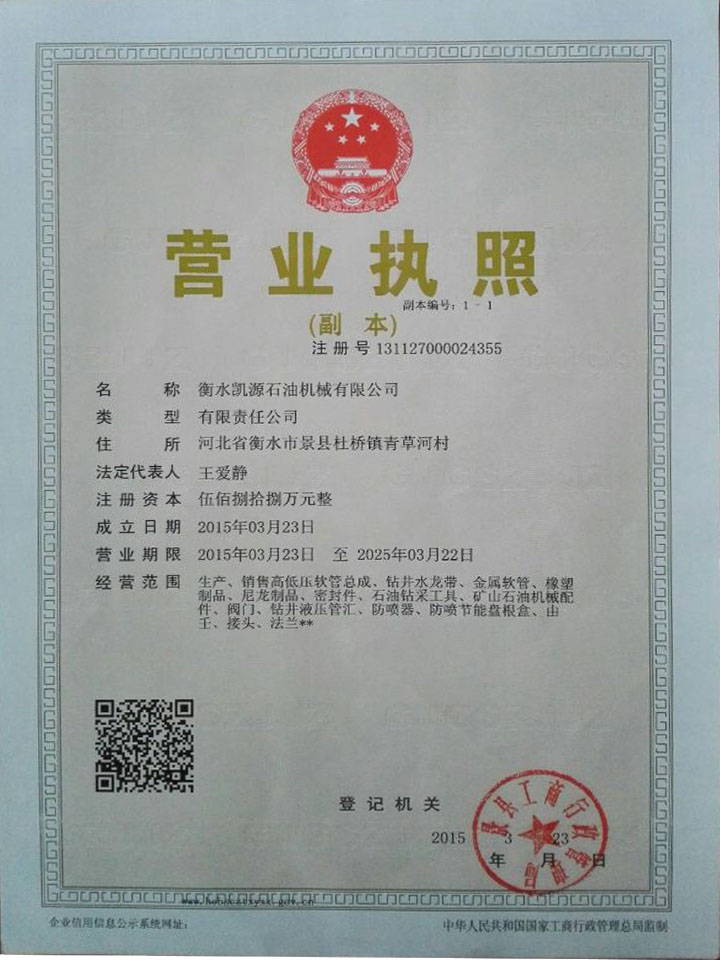 营业执照
副本编号：1-1
(副 本)
注册号 131127000024355
名 称 衡水凯源石油机械有限公司
类 型 有限责任公司
住 所 河北省衡水市景县杜桥镇青草河村
法定代表人 王爱静
注册资本 伍佰捌拾捌万元整
成立日期 2015年03月23日
营业期限 2015年03月23日 至 2025年03月22日
经营范围 生产、销售高低压软管总成、钻井水龙带、金属软管、橡塑
制品、尼龙制品、密封件、石油钻采工具、矿山石油机械配
件、阀门、钻井液压管汇、防喷器、防喷节能盘根盒、由
壬、接头、法兰**
登记机关
景县工商行政管理局
2015 3 23
年 月 日
企业信用信息公示系统网址：
中华人民共和国国家工商行政管理总局监制